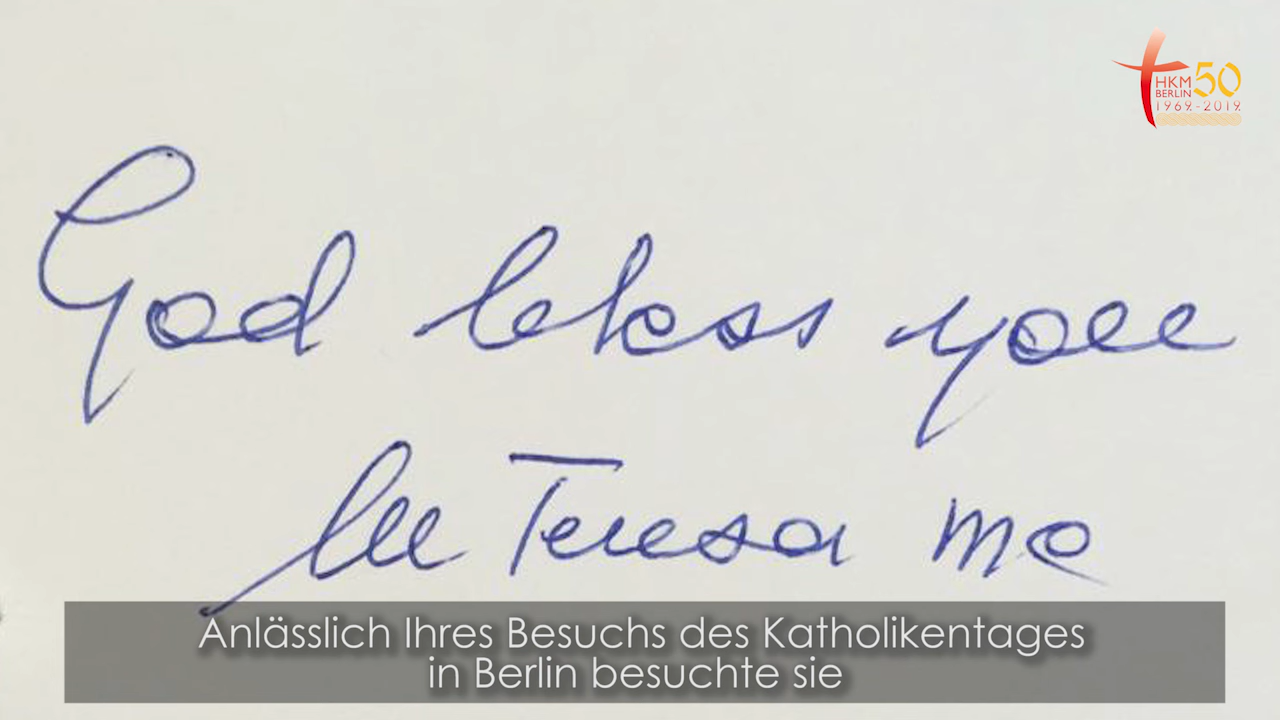 HKM 50
BERLIN
1969-2019
God bless you
M Teresa mc
Anlässlich Ihres Besuchs des Katholikentages
in Berlin besuchte sie